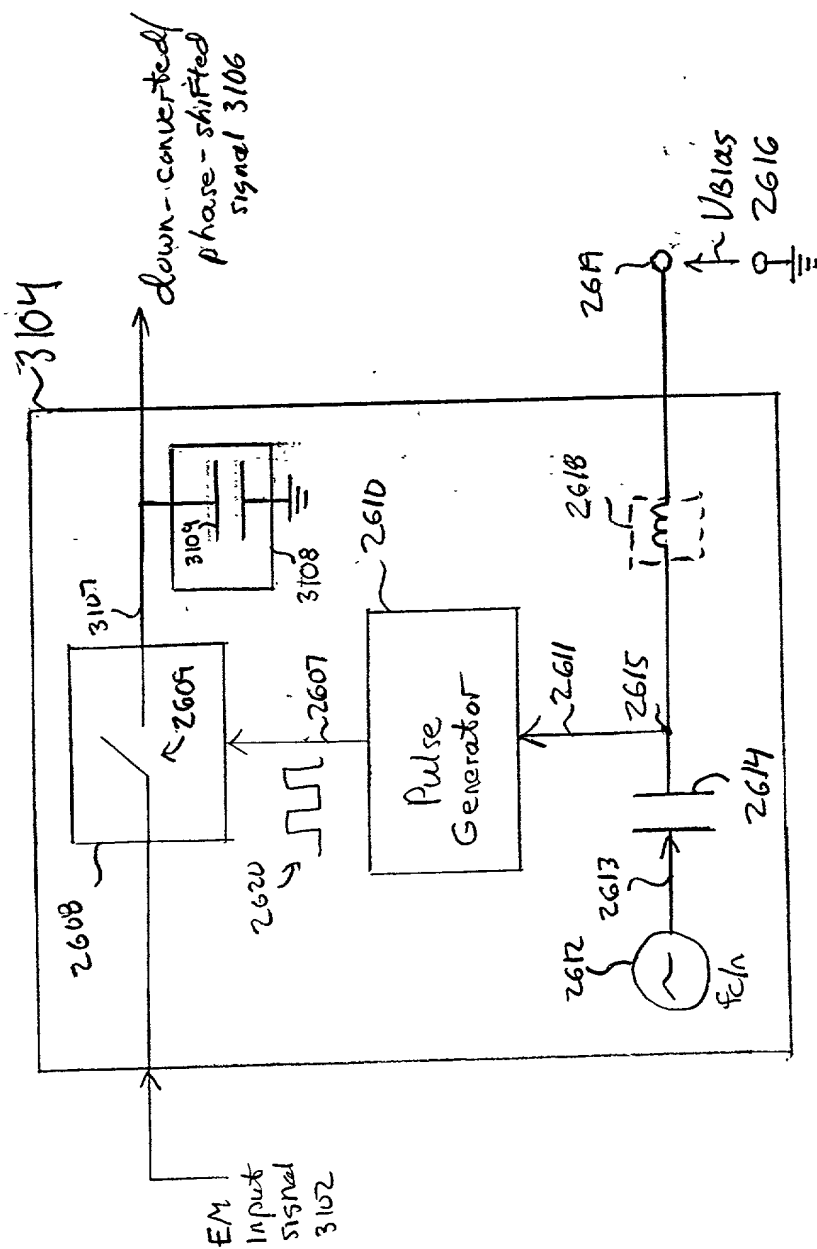 3104
down-converted/
phase-shifted
signal 3106
3107
3109
3108
2609
2608
EM
Input
signal
3102
2607
2620
2610
Pulse
Generator
2611
2615
2618
2619
VBias
2616
2614
2613
2612
fc/n